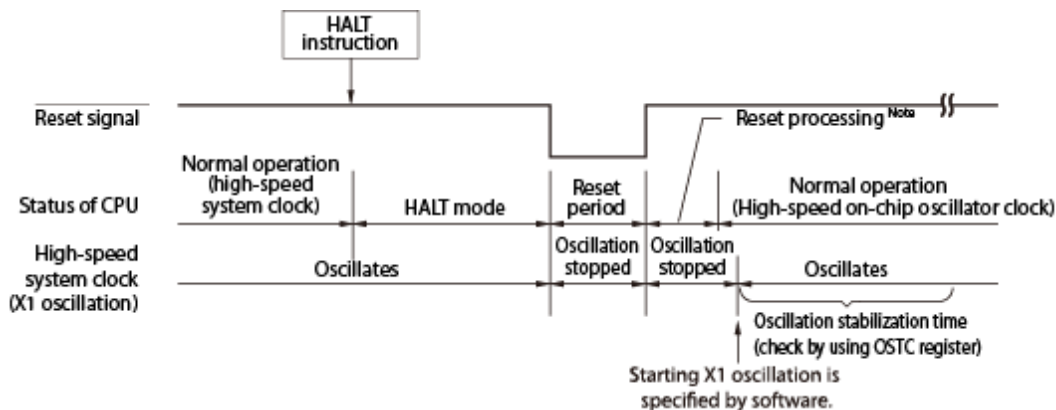 HALT
instruction
Reset signal
Reset processing Note
Normal operation
(high-speed
system clock)
Status of CPU
HALT mode
Reset
period
Normal operation
(High-speed on-chip oscillator clock)
High-speed
system clock
(X1 oscillation)
Oscillates
Oscillation
stopped
Oscillation
stopped
Oscillates
Oscillation stabilization time
(check by using OSTC register)
Starting X1 oscillation is
specified by software.